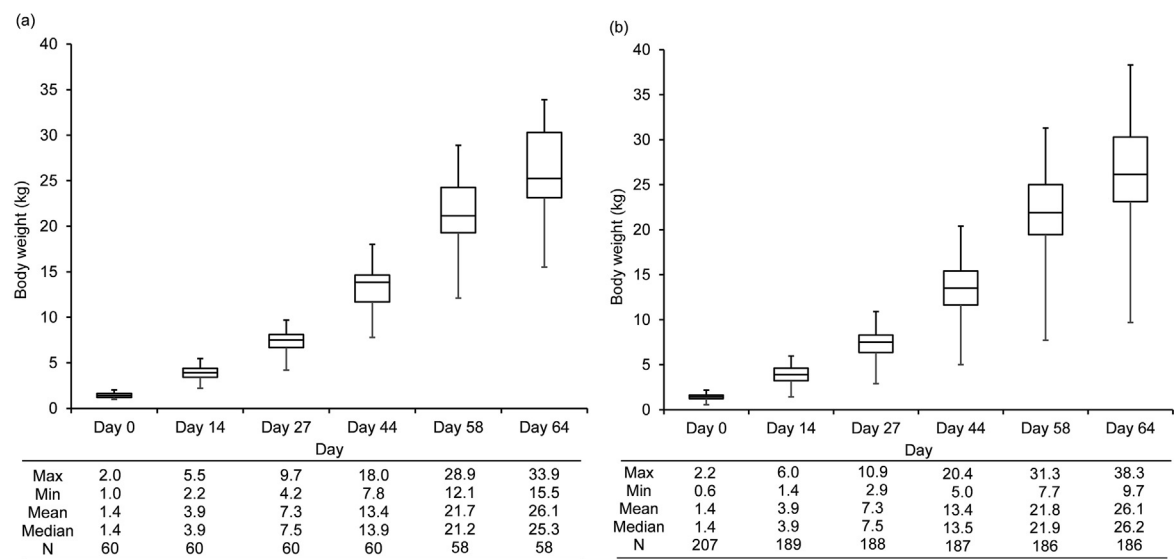 (a)
40
35
30
25
20
15
10
5
0
Body weight (kg)
Day 0 Day 14 Day 27 Day 44 Day 58 Day 64
Day
Max 2.0 5.5 9.7 18.0 28.9 33.9
Min 1.0 2.2 4.2 7.8 12.1 15.5
Mean 1.4 3.9 7.3 13.4 21.7 26.1
Median 1.4 3.9 7.5 13.9 21.2 25.3
N 60 60 60 60 58 58
(b)
40
35
30
25
20
15
10
5
0
Body weight (kg)
Day 0 Day 14 Day 27 Day 44 Day 58 Day 64
Day
Max 2.2 6.0 10.9 20.4 31.3 38.3
Min 0.6 1.4 2.9 5.0 7.7 9.7
Mean 1.4 3.9 7.3 13.4 21.8 26.1
Median 1.4 3.9 7.5 13.5 21.9 26.2
N 207 189 188 187 186 186